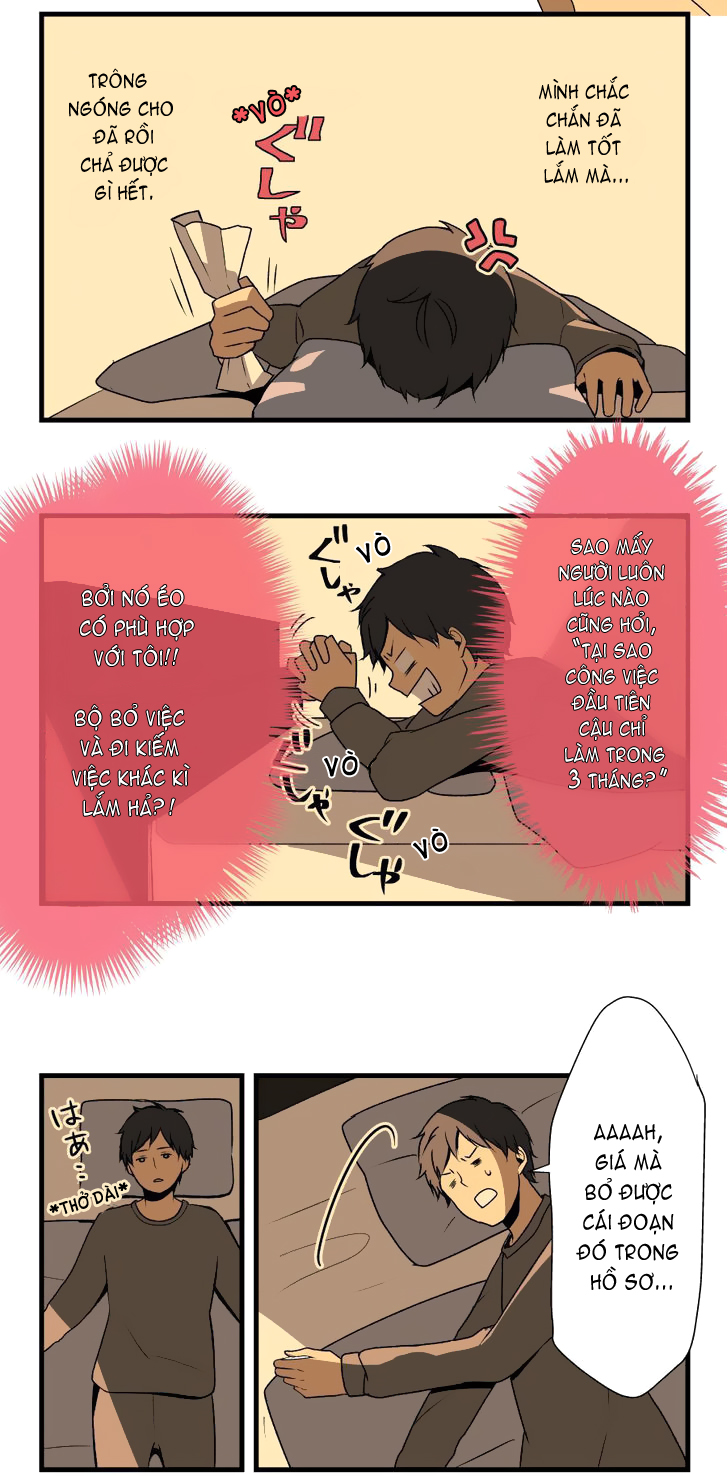 MÌNH CHẮC
CHẮN ĐÃ
LÀM TỐT
LẮM MÀ...
*VÒ*
ぐしゃ
TRÔNG
NGÓNG CHO
ĐÃ RỒI
CHẢ ĐƯỢC
GÌ HẾT.
SAO MẤY
NGƯỜI LUÔN
LÚC NÀO
CŨNG HỎI,
"TẠI SAO
CÔNG VIỆC
ĐẦU TIÊN
CẬU CHỈ
LÀM TRONG
3 THÁNG?"
VÒ
ぐしゃ
VÒ
ぐしゃ
VÒ
ぐしゃ
BỞI NÓ ÉO
CÓ PHÙ HỢP
VỚI TÔI!!
BỘ BỎ VIỆC
VÀ ĐI KIẾM
VIỆC KHÁC KÌ
LẮM HẢ?!
AAAAH,
GIÁ MÀ
BỎ ĐƯỢC
CÁI ĐOẠN
ĐÓ TRONG
HỒ SƠ...
はぁ…
*THỞ DÀI*